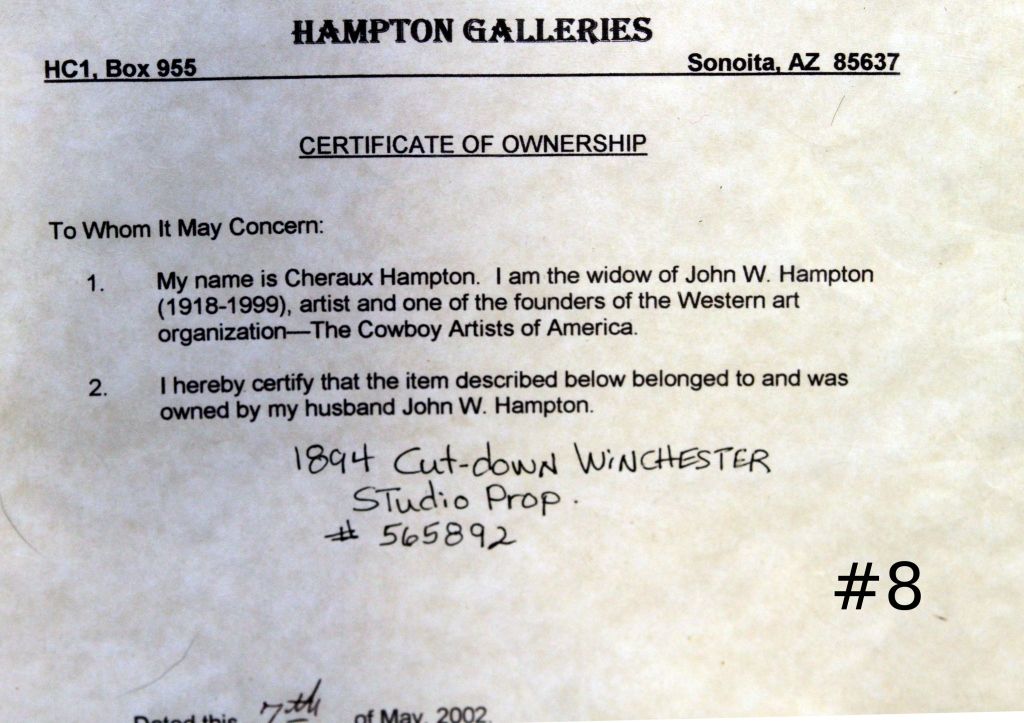 HAMPTON GALLERIES
HC1, Box 955 Sonoita, AZ 85637
CERTIFICATE OF OWNERSHIP
To Whom It May Concern:
1. My name is Cheraux Hampton. I am the widow of John W. Hampton
(1918-1999), artist and one of the founders of the Western art
organization—The Cowboy Artists of America.
2. I hereby certify that the item described below belonged to and was
owned by my husband John W. Hampton.
1894 Cut-down WINCHESTER
STudio Prop.
# 565892
#8
Dated this 7th of May, 2002.